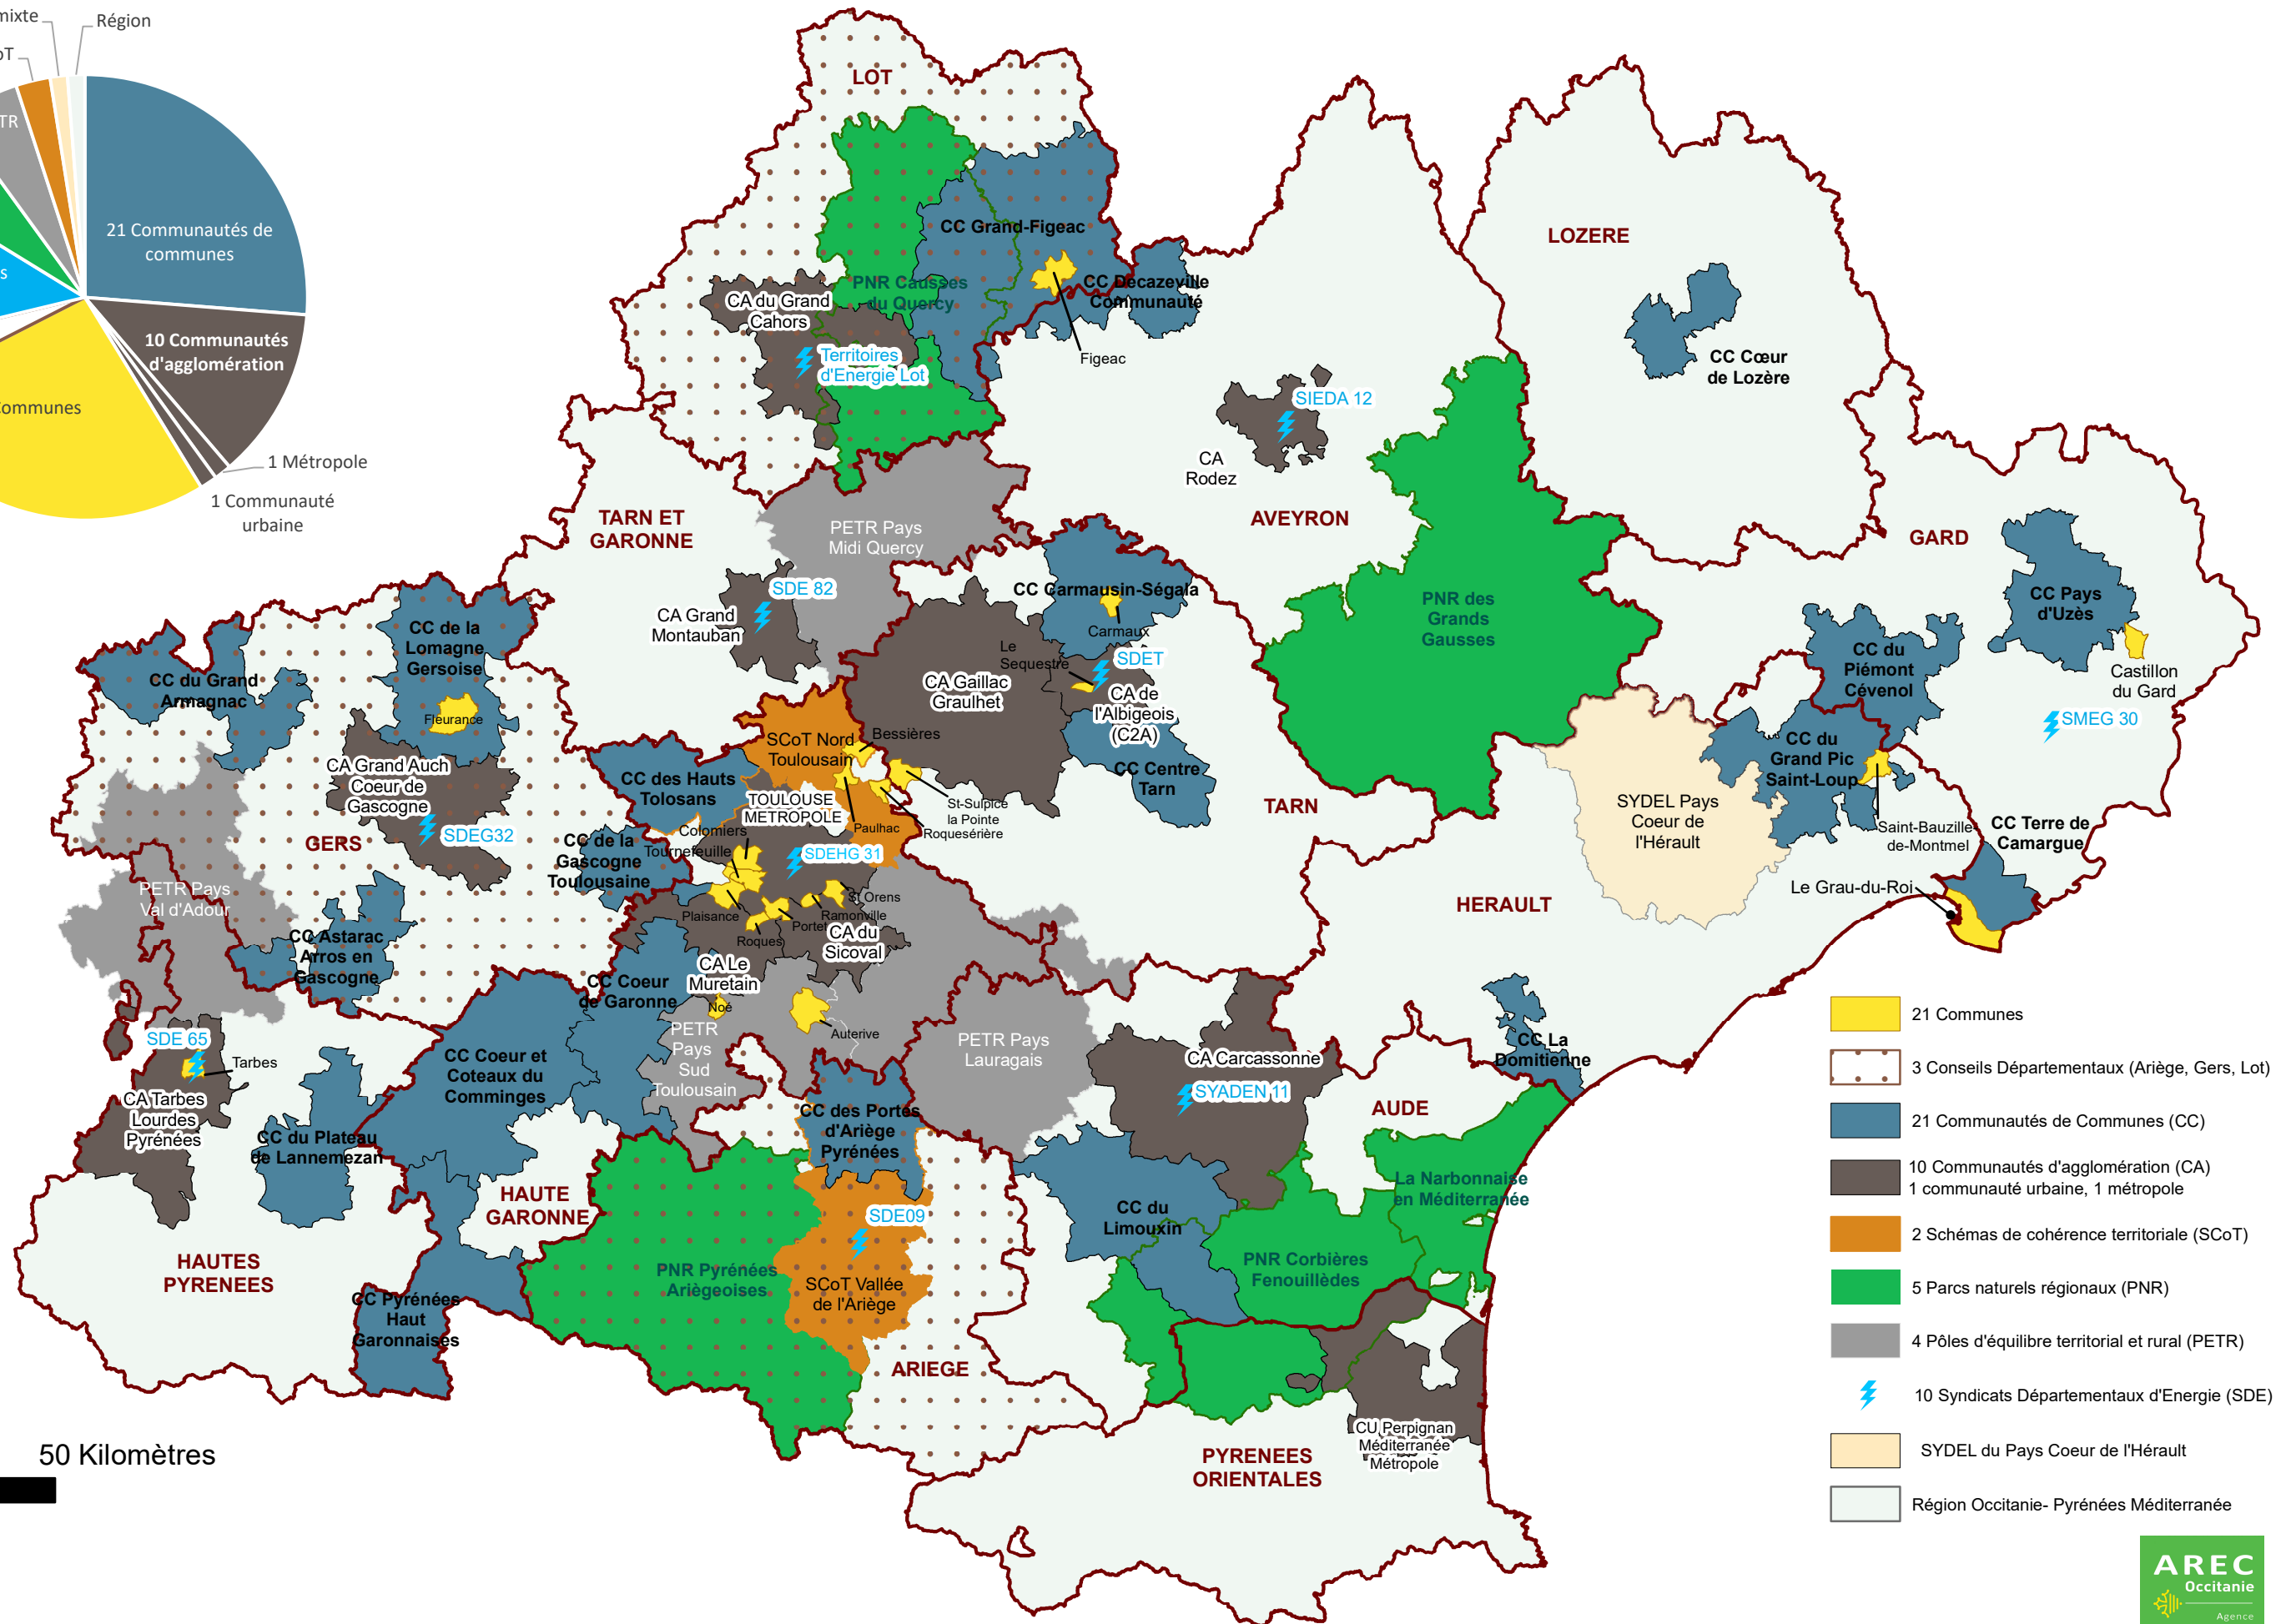 mixte
Région
oT
TR
21 Communautés de
communes
s
10 Communautés
d'agglomération
Communes
1 Métropole
1 Communauté
urbaine
LOT
CC Grand-Figeac
PNR Causses
du Quercy
CC Decazeville
Communauté
Figeac
CA du Grand
Cahors
Territoires
d'Energie Lot
LOZERE
CC Cœur
de Lozère
SIEDA 12
CA
Rodez
AVEYRON
TARN ET
GARONNE
PETR Pays
Midi Quercy
GARD
SDE 82
CA Grand
Montauban
CC Carmausin-Ségala
Carmaux
PNR des
Grands
Gausses
CC Pays
d'Uzès
Castillon
du Gard
SMEG 30
CC du
Piémont
Cévenol
CC de la
Lomagne
Gersoise
Fleurance
CC du Grand
Armagnac
Le
Sequestre
SDET
CA Gaillac
Graulhet
CA de
l'Albigeois
(C2A)
CC Centre
Tarn
TARN
Bessières
SCoT Nord
Toulousain
CC des Hauts
Tolosans
TOULOUSE
METROPOLE
St-Sulpice
la Pointe
Roquesérière
Paulhac
Colomiers
Tournefeuille
SDEHG 31
CA Grand Auch
Coeur de
Gascogne
SDEG32
GERS
CC de la
Gascogne
Toulousaine
Plaisance
Roques
Portet
Ramonville
St Orens
CA du
Sicoval
CC du
Grand Pic
Saint-Loup
SYDEL Pays
Coeur de
l'Hérault
Saint-Bauzille-
de-Montmel
CC Terre de
Camargue
Le Grau-du-Roi
HERAULT
PETR Pays
Val d'Adour
CC Astarac
Arros en
Gascogne
CC Coeur
de Garonne
CA Le
Muretain
Noé
Auterive
PETR
Pays
Sud
Toulousain
PETR Pays
Lauragais
CA Carcassonne
SYADEN 11
CC La
Domitienne
AUDE
SDE 65
Tarbes
CA Tarbes
Lourdes
Pyrénées
CC Coeur et
Coteaux du
Comminges
CC du Plateau
de Lannemezan
CC des Portes
d'Ariège
Pyrénées
La Narbonnaise
en Méditerranée
HAUTE
GARONNE
SDE09
CC du
Limouxin
PNR Corbières
Fenouillèdes
HAUTES
PYRENEES
PNR Pyrénées
Ariègeoises
SCoT Vallée
de l'Ariège
CC Pyrénées
Haut
Garonnaises
ARIEGE
CU Perpignan
Méditerranée
Métropole
PYRENEES
ORIENTALES
50 Kilomètres
21 Communes
3 Conseils Départementaux (Ariège, Gers, Lot)
21 Communautés de Communes (CC)
10 Communautés d'agglomération (CA)
1 communauté urbaine, 1 métropole
2 Schémas de cohérence territoriale (SCoT)
5 Parcs naturels régionaux (PNR)
4 Pôles d'équilibre territorial et rural (PETR)
10 Syndicats Départementaux d'Energie (SDE)
SYDEL du Pays Coeur de l'Hérault
Région Occitanie- Pyrénées Méditerranée
AREC
Occitanie
Agence